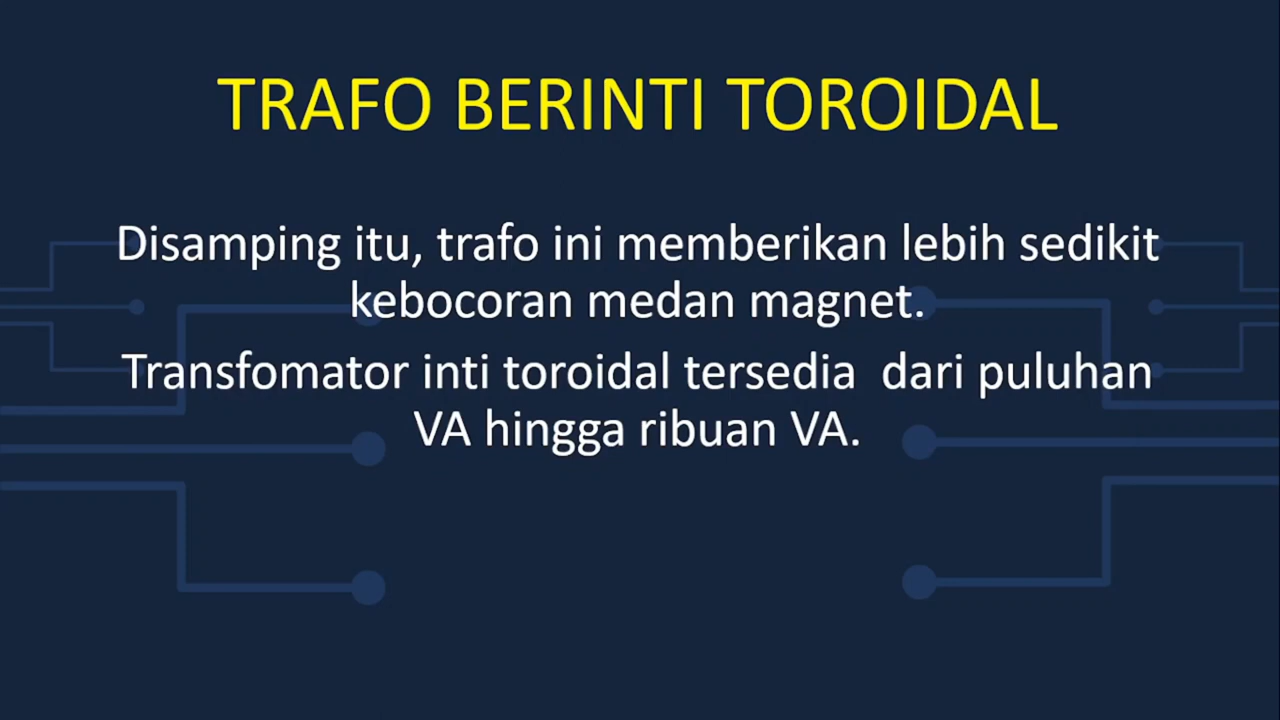 TRAFO BERINTI TOROIDAL
Disamping itu, trafo ini memberikan lebih sedikit
kebocoran medan magnet.
Transfomator inti toroidal tersedia  dari puluhan
VA hingga ribuan VA.